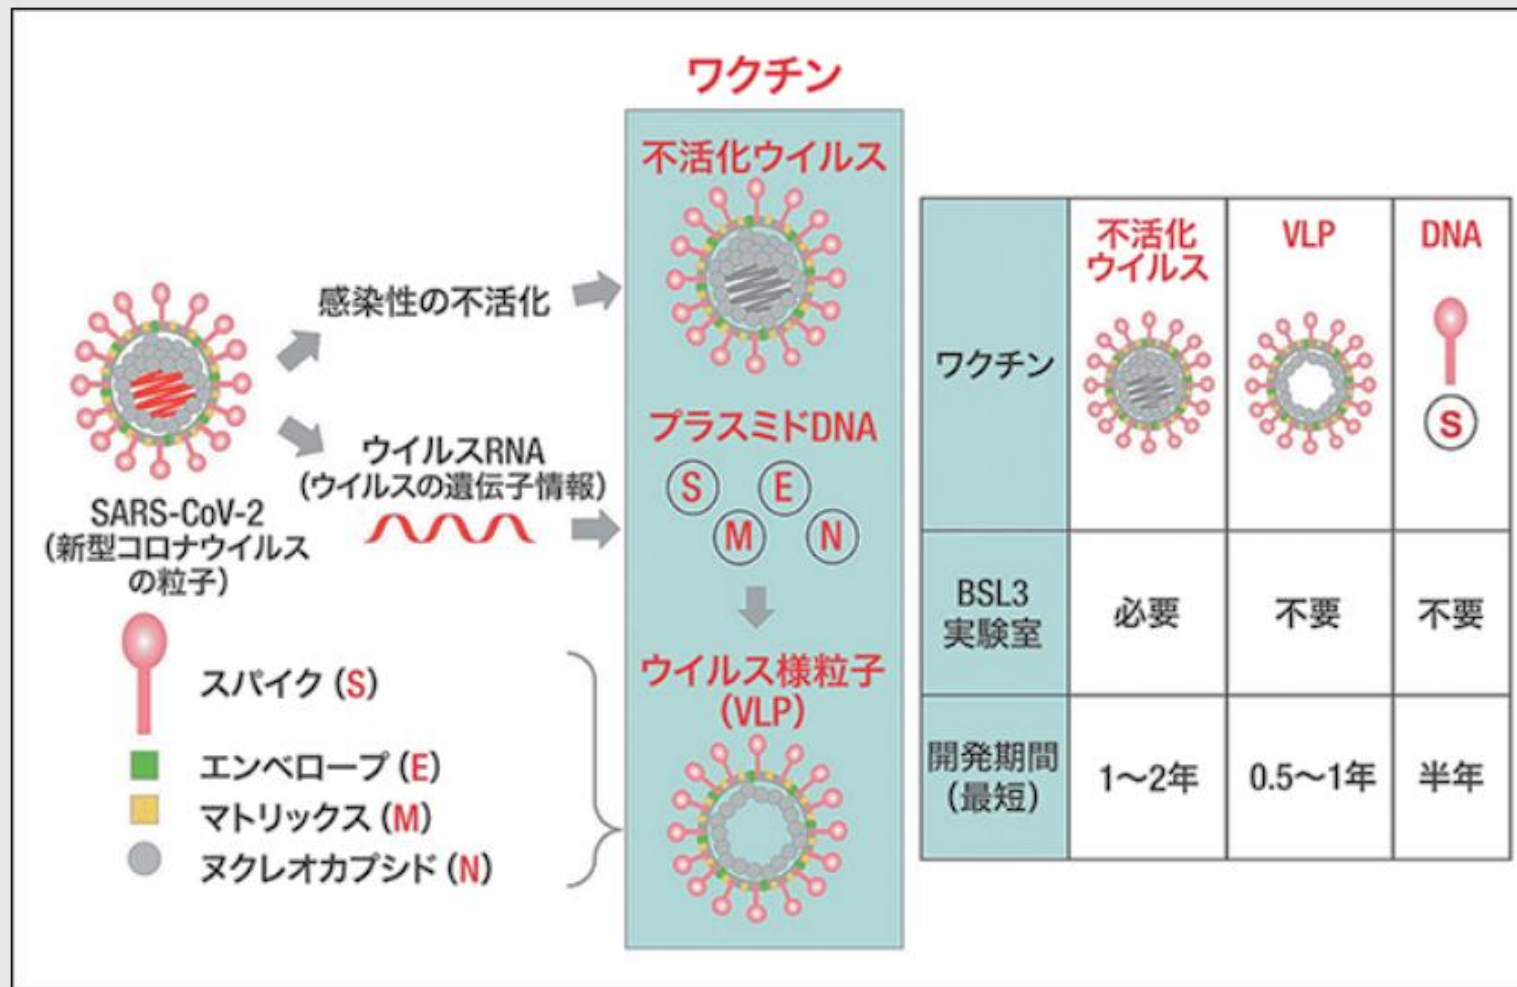 ワクチン
不活化ウイルス
感染性の不活化
プラスミドDNA
S
E
M
N
ウイルスRNA
(ウイルスの遺伝子情報)
SARS-CoV-2
(新型コロナウイルス
の粒子)
スパイク (S)
エンベロープ (E)
マトリックス (M)
ヌクレオカプシド (N)
ウイルス様粒子
(VLP)
不活化
ウイルス
VLP
DNA
ワクチン
S
BSL3
実験室
必要
不要
不要
開発期間
(最短)
1〜2年
0.5〜1年
半年